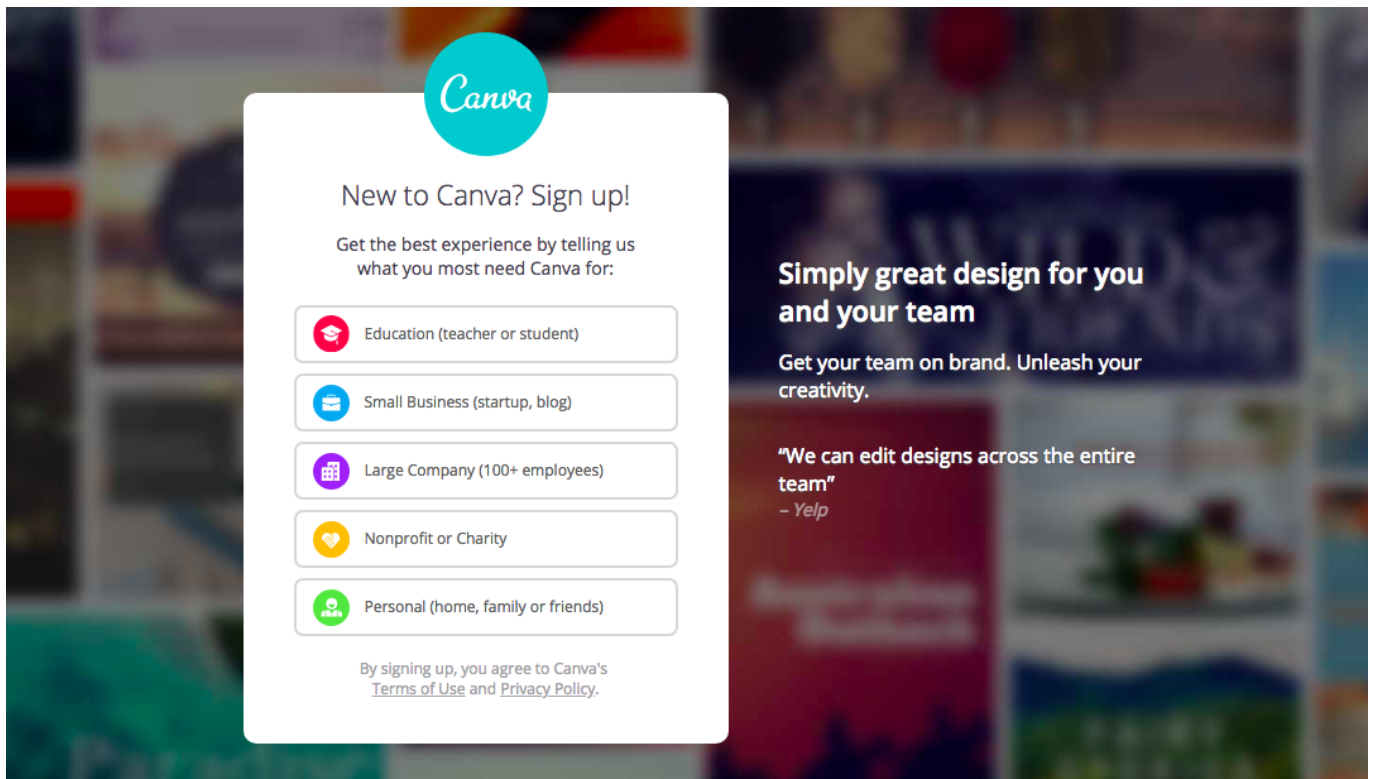 Canva
New to Canva? Sign up!
Get the best experience by telling us
what you most need Canva for:
Education (teacher or student)
Small Business (startup, blog)
Large Company (100+ employees)
Nonprofit or Charity
Personal (home, family or friends)
By signing up, you agree to Canva's
Terms of Use and Privacy Policy.
Simply great design for you
and your team
Get your team on brand. Unleash your
creativity.
“We can edit designs across the entire
team”
– Yelp
Paradise